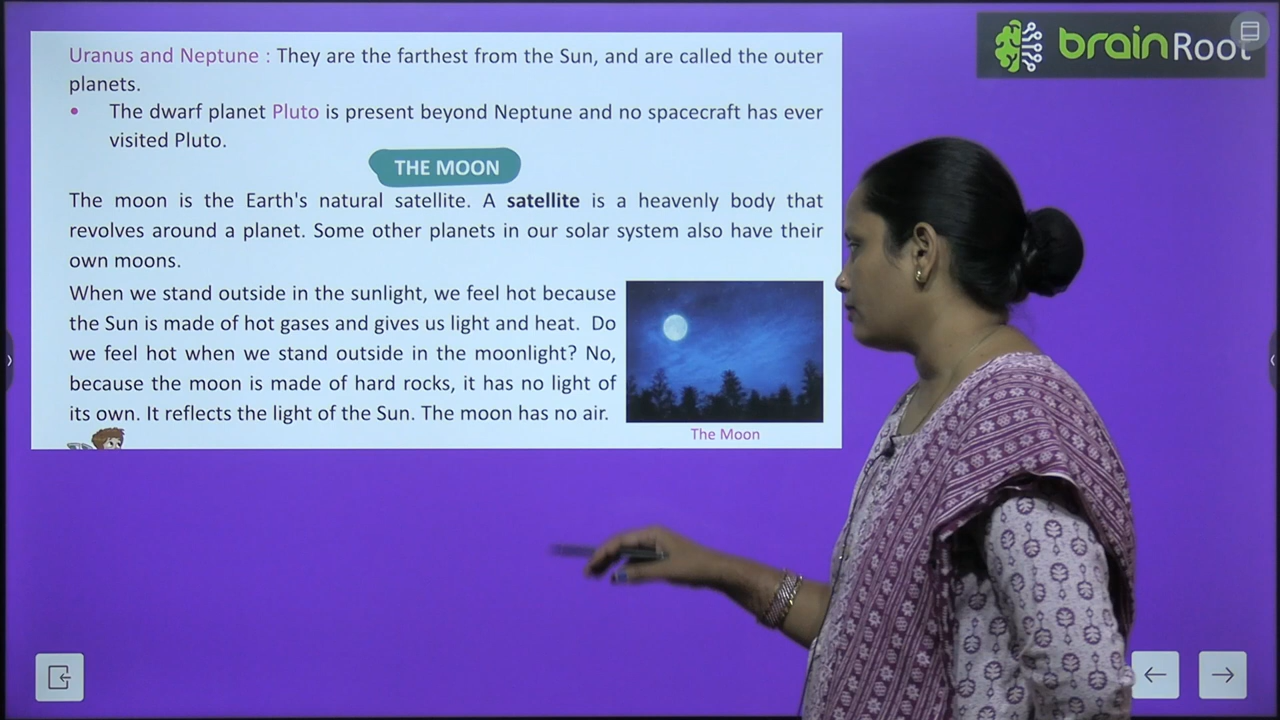 brainRoot
Uranus and Neptune : They are the farthest from the Sun, and are called the outer
planets.
• The dwarf planet Pluto is present beyond Neptune and no spacecraft has ever
visited Pluto.
THE MOON
The moon is the Earth's natural satellite. A satellite is a heavenly body that
revolves around a planet. Some other planets in our solar system also have their
own moons.
When we stand outside in the sunlight, we feel hot because
the Sun is made of hot gases and gives us light and heat. Do
we feel hot when we stand outside in the moonlight? No,
because the moon is made of hard rocks, it has no light of
its own. It reflects the light of the Sun. The moon has no air.
The Moon